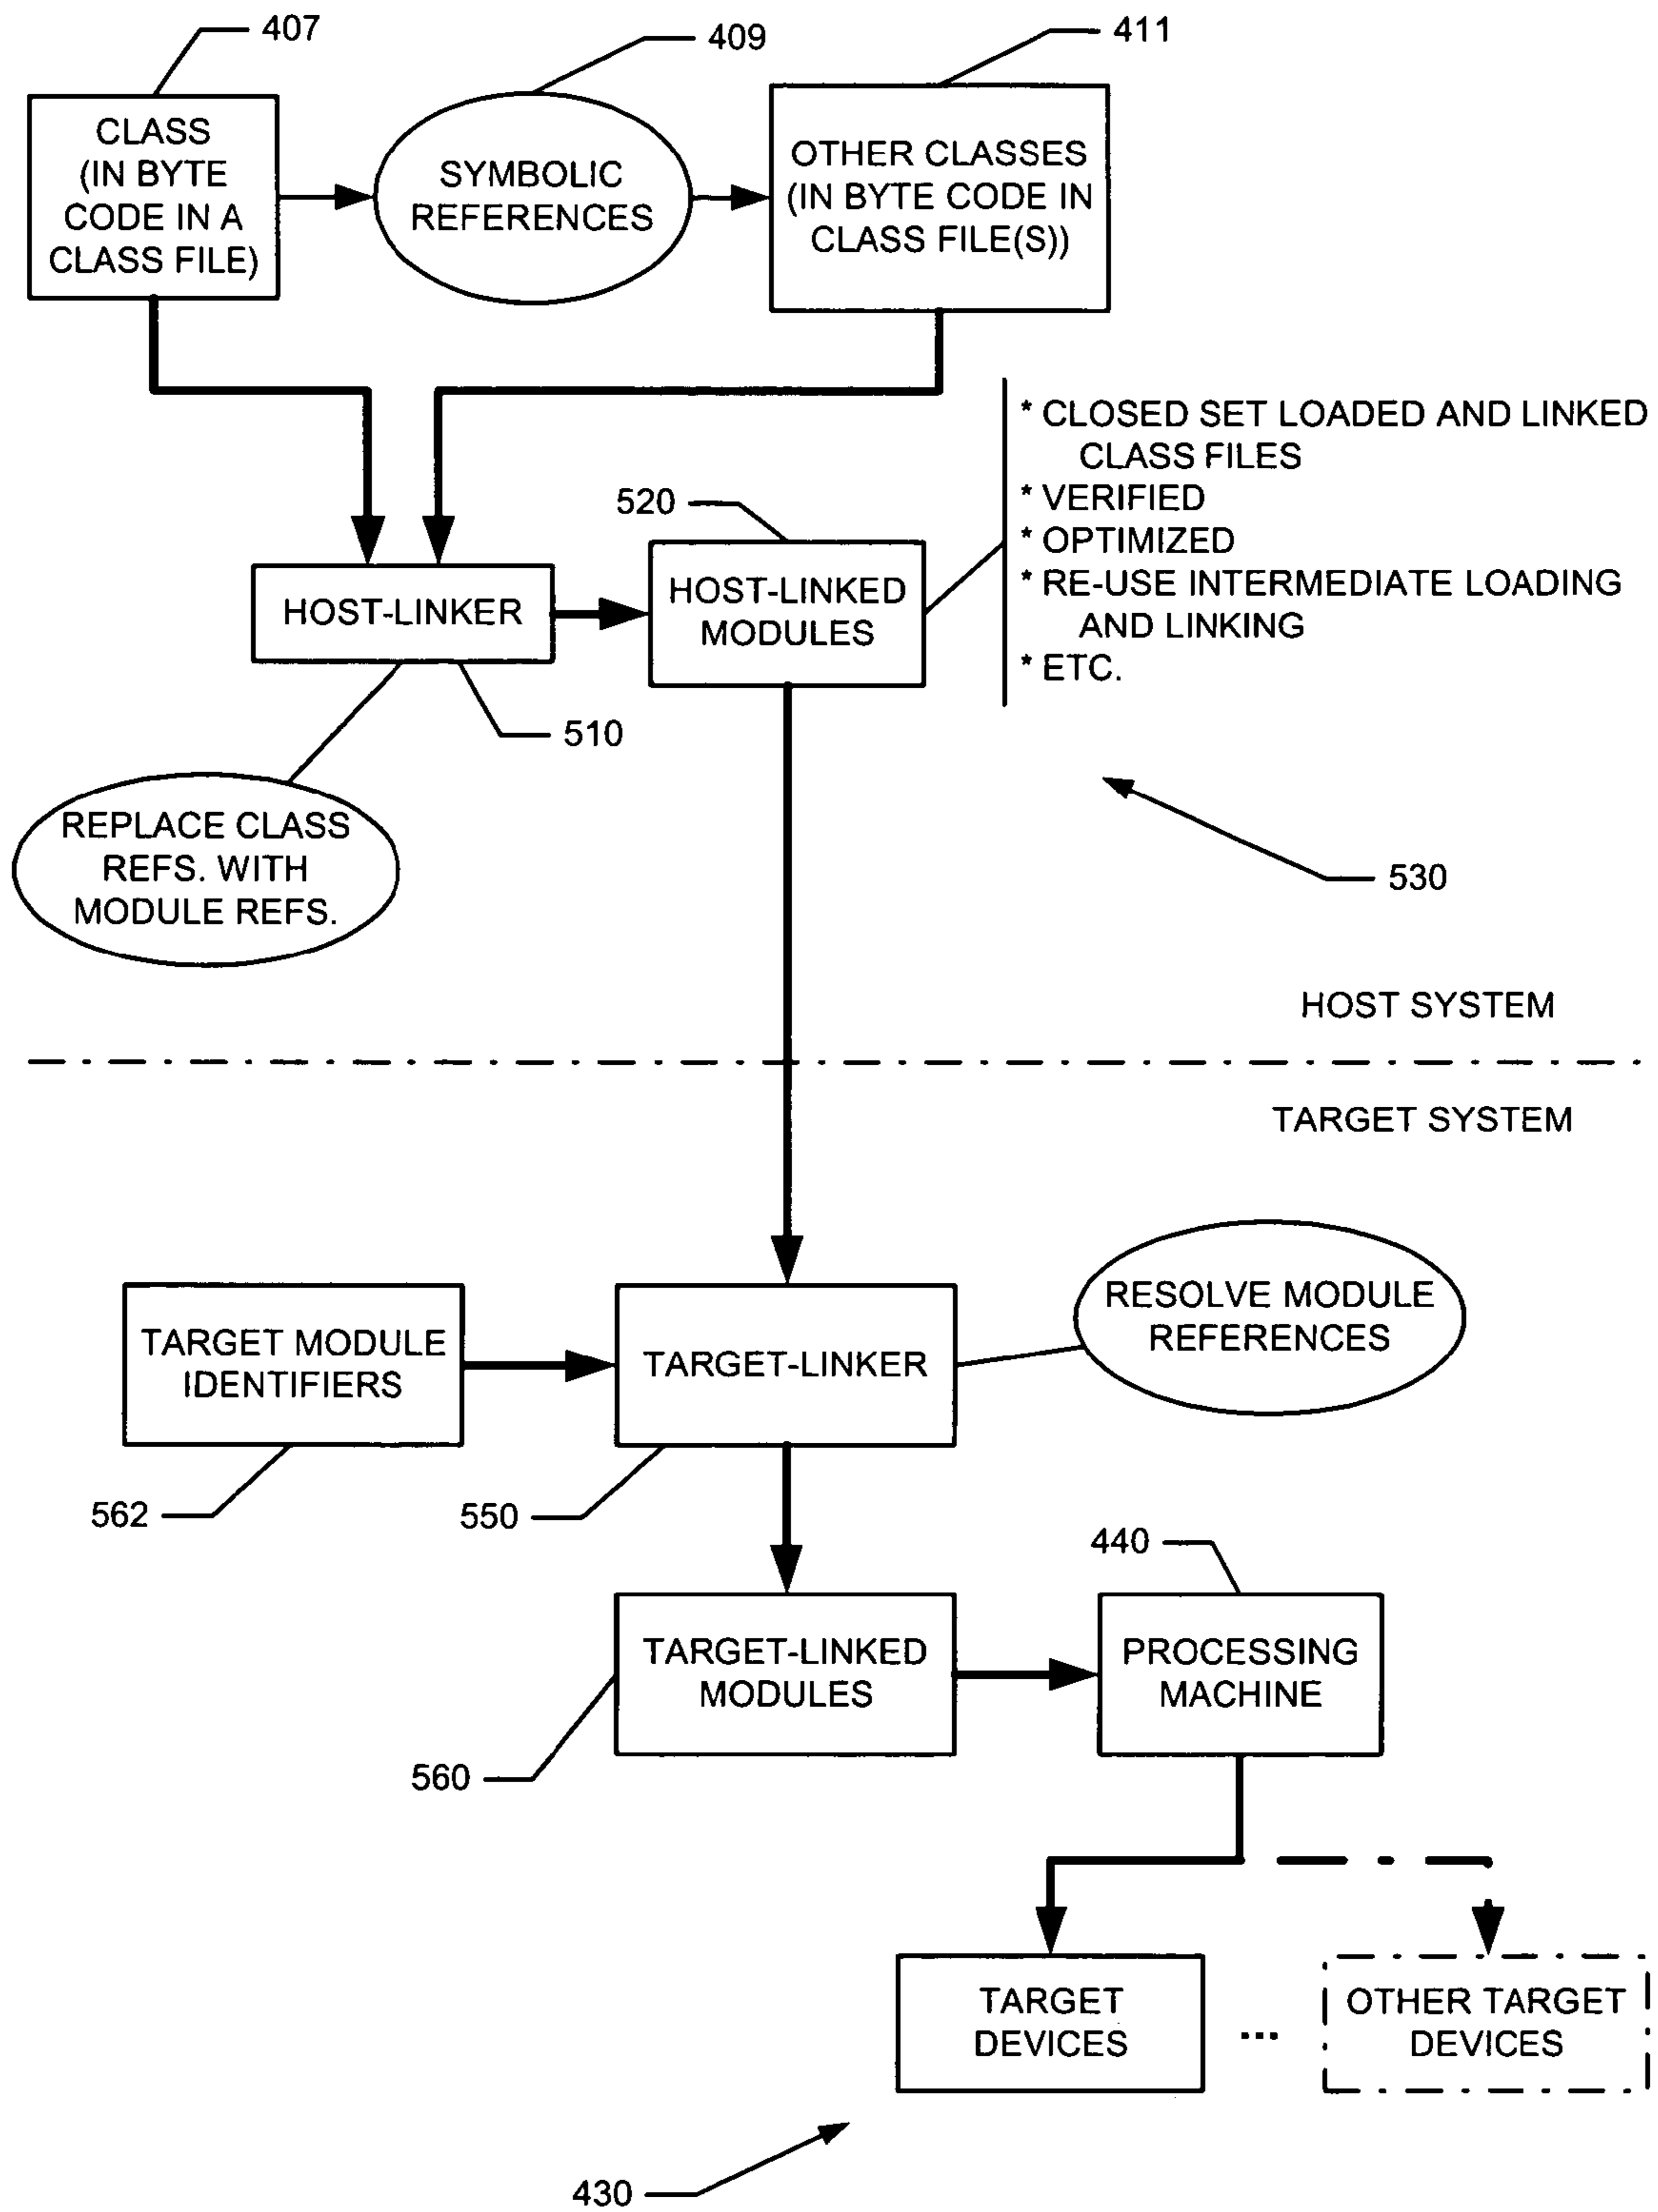 407
409
411
CLASS
(IN BYTE
CODE IN A
CLASS FILE)
SYMBOLIC
REFERENCES
OTHER CLASSES
(IN BYTE CODE IN
CLASS FILE(S))
* CLOSED SET LOADED AND LINKED
CLASS FILES
* VERIFIED
* OPTIMIZED
* RE-USE INTERMEDIATE LOADING
AND LINKING
* ETC.
520
HOST-LINKER
HOST-LINKED
MODULES
510
REPLACE CLASS
REFS. WITH
MODULE REFS.
530
HOST SYSTEM
TARGET SYSTEM
TARGET MODULE
IDENTIFIERS
TARGET-LINKER
RESOLVE MODULE
REFERENCES
562
550
440
TARGET-LINKED
MODULES
PROCESSING
MACHINE
560
TARGET
DEVICES
...
OTHER TARGET
DEVICES
430